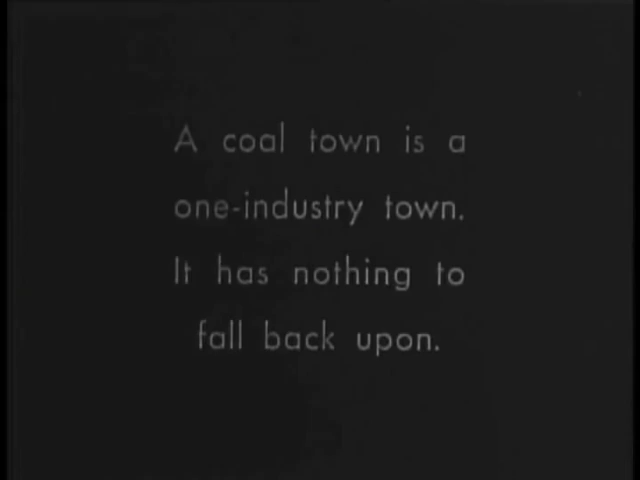 A coal town is a
one-industry town.
It has nothing to
fall back upon.